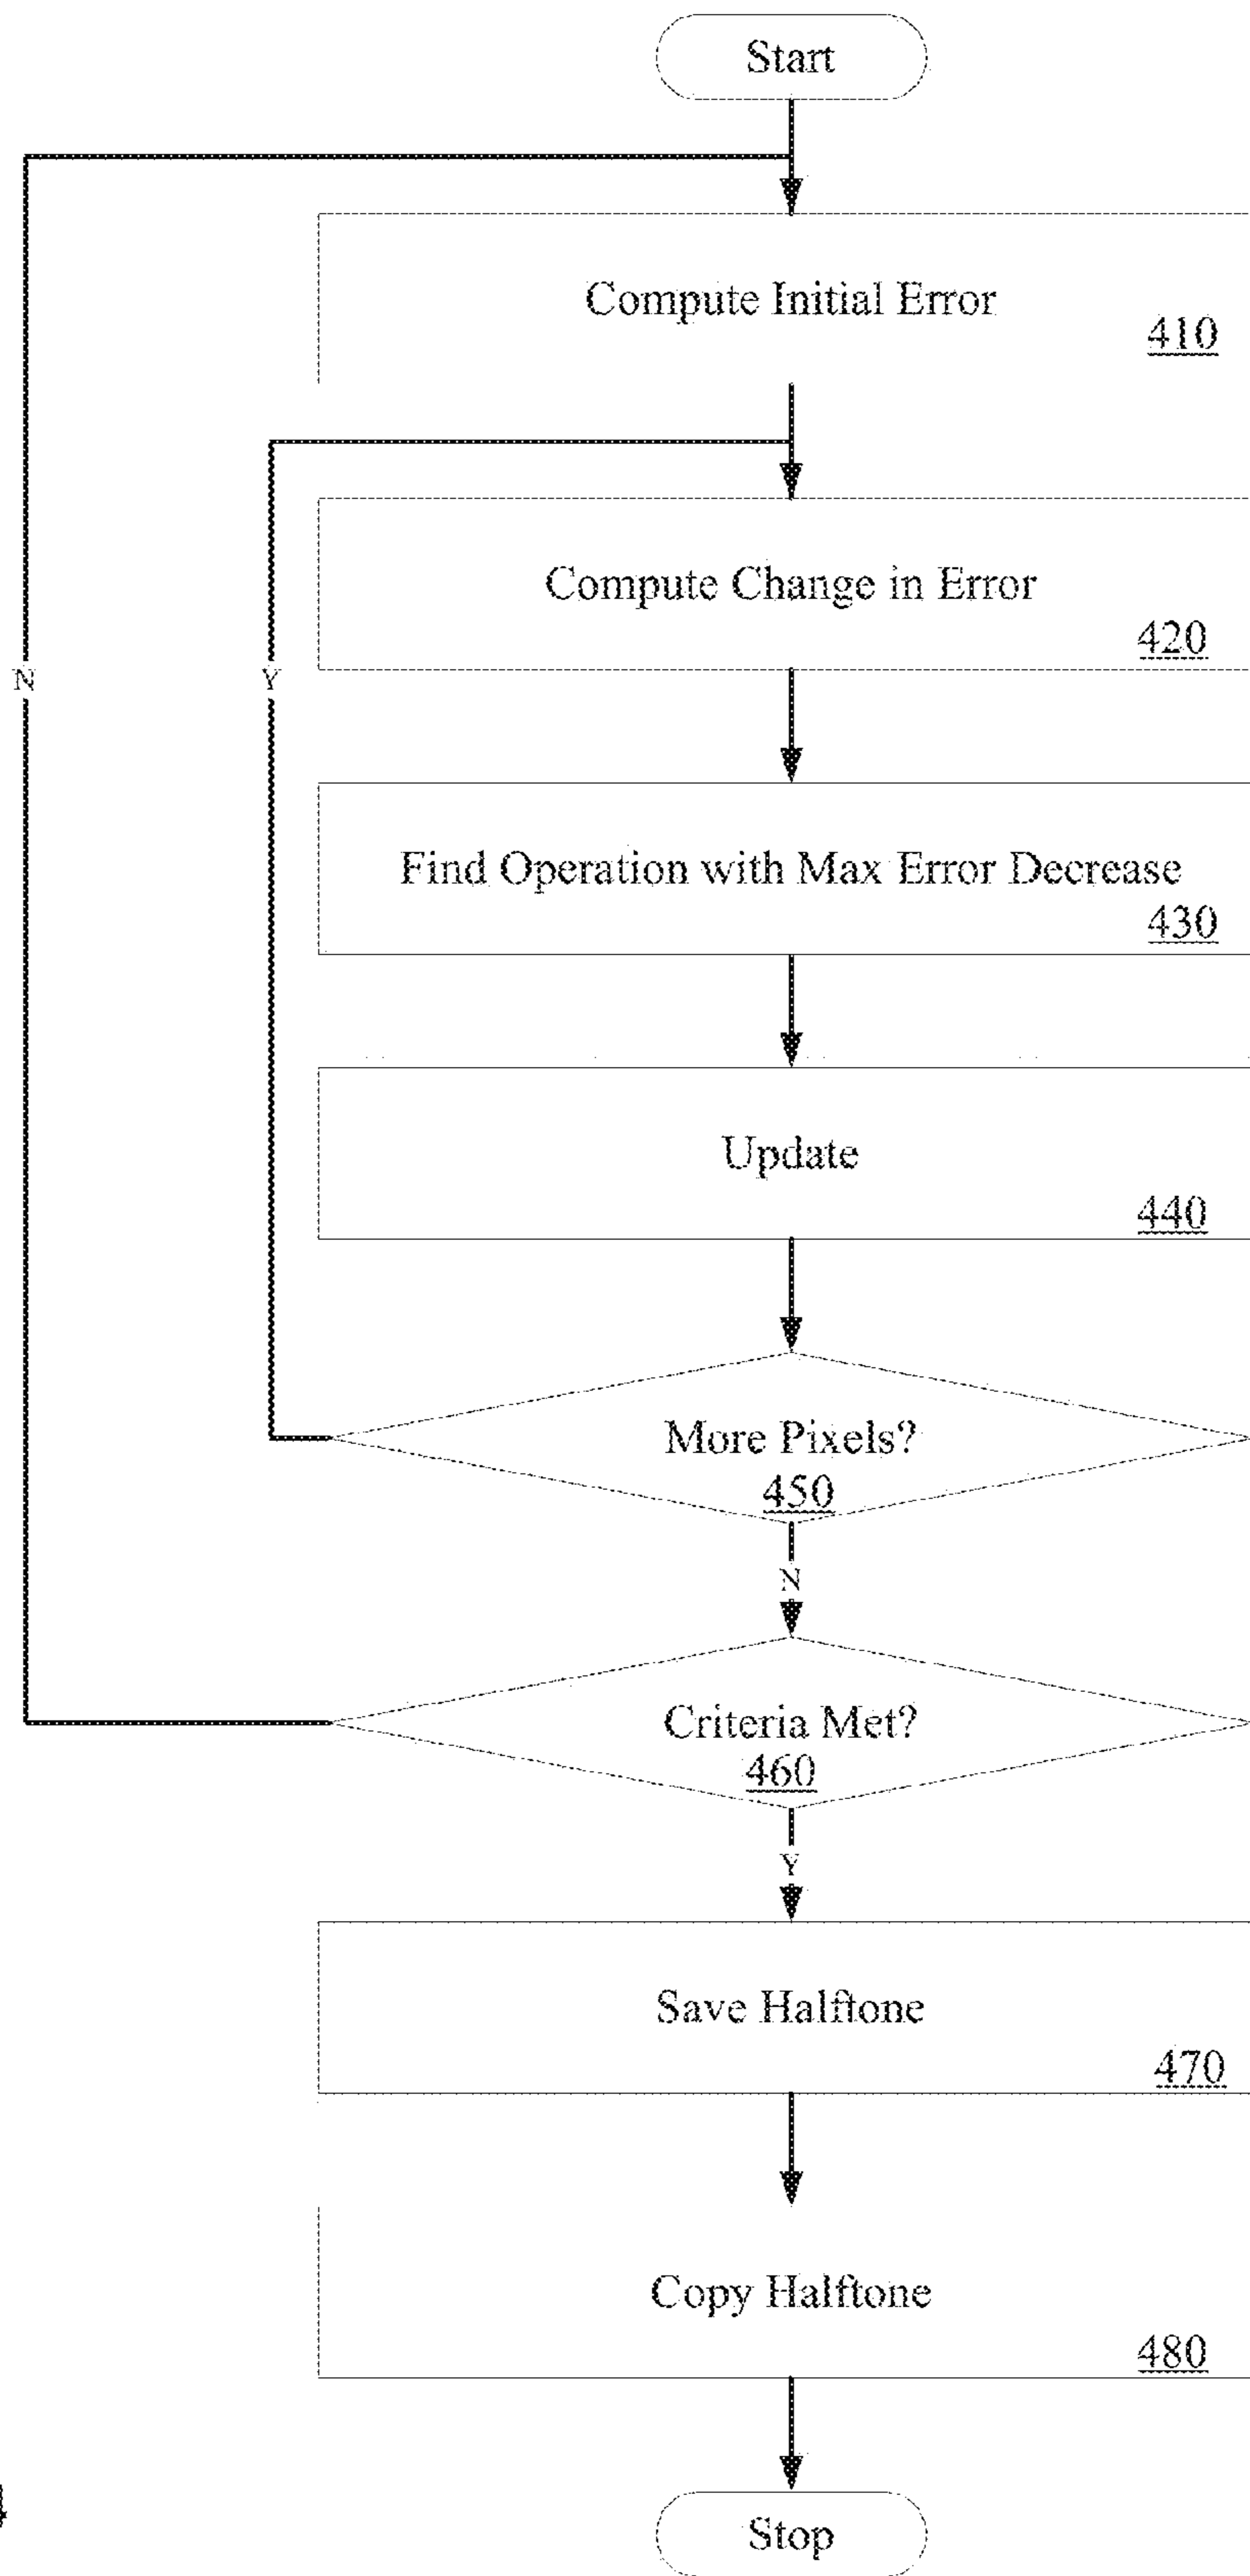 Start
Compute Initial Error
410
Compute Change in Error
420
N
Y
Find Operation with Max Error Decrease
430
Update
440
More Pixels?
450
N
Criteria Met?
460
Y
Save Halftone
470
Copy Halftone
480
4
Stop